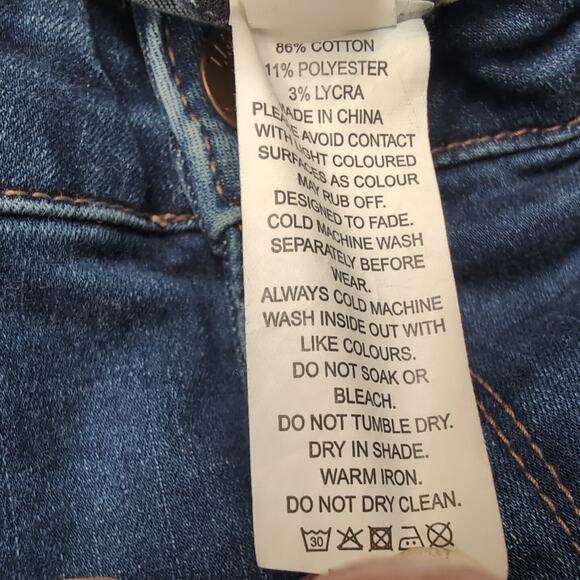 86% COTTON
11% POLYESTER
3% LYCRA
MADE IN CHINA
PLEASE AVOID CONTACT
WITH LIGHT COLOURED
SURFACES AS COLOUR
MAY RUB OFF.
DESIGNED TO FADE.
COLD MACHINE WASH
SEPARATELY BEFORE
WEAR.
ALWAYS COLD MACHINE
WASH INSIDE OUT WITH
LIKE COLOURS.
DO NOT SOAK OR
BLEACH.
DO NOT TUMBLE DRY.
DRY IN SHADE.
WARM IRON.
DO NOT DRY CLEAN.
30